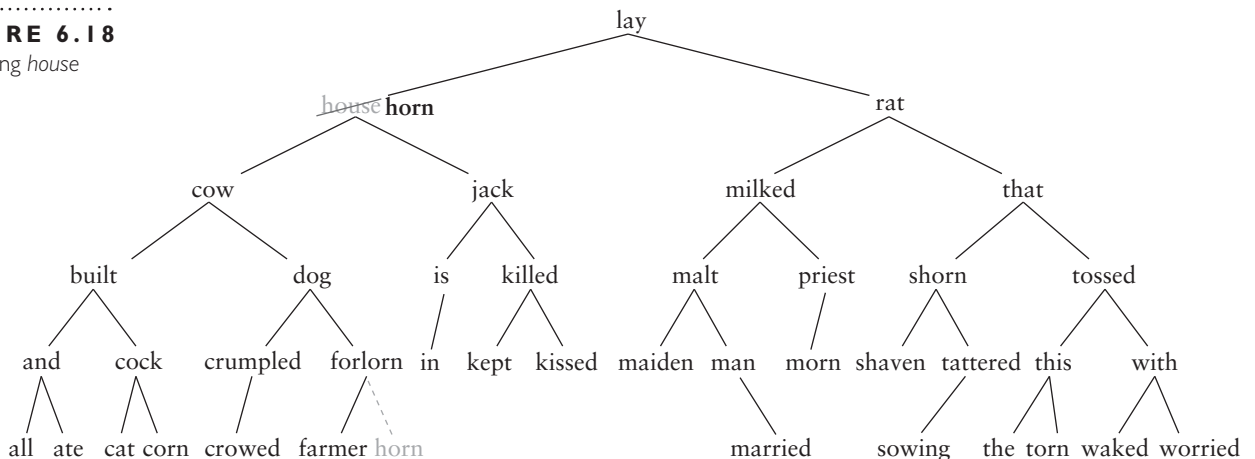 RE 6.18
ng house
lay
house horn rat
cow jack milked that
built dog is killed malt priest shorn tossed
and cock crumpled forlorn in kept kissed maiden man morn shaven tattered this with
all ate cat corn crowed farmer horn married sowing the torn waked worried